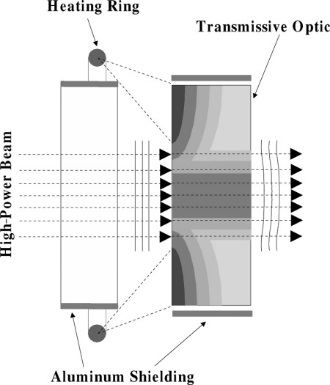 Heating Ring
Transmissive Optic
High-Power Beam
Aluminum Shielding